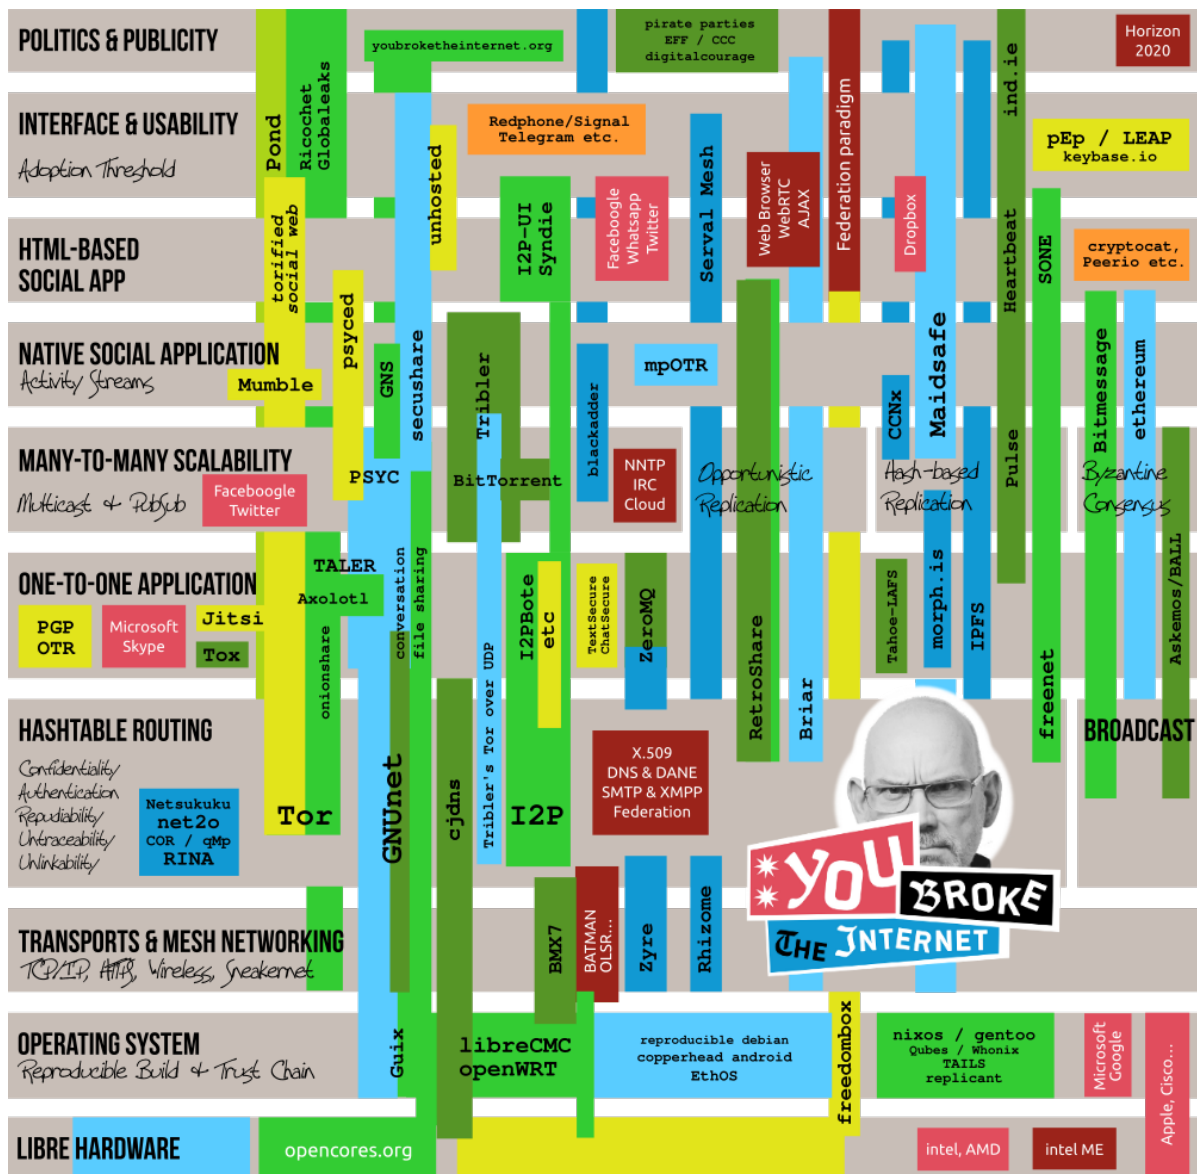 POLITICS & PUBLICITY
youbroketheinternet.org
pirate parties
EFF / CCC
digitalcourage
Horizon
2020
Pond
Ricochet
Globaleaks
Federation paradigm
ind.ie
INTERFACE & USABILITY
Adoption Threshold
unhosted
Redphone/Signal
Telegram etc.
Serval Mesh
Web Browser
WebRTC
AJAX
pEp / LEAP
keybase.io
HTML-BASED
SOCIAL APP
torified
social web
I2P-UI
Syndie
Faceboogle
Whatsapp
Twitter
Dropbox
Heartbeat
SONE
cryptocat,
Peerio etc.
NATIVE SOCIAL APPLICATION
Activity Streams
Mumble
psyced
GNS
secushare
Tribler
mpOTR
CCNx
Maidsafe
Bitmessage
ethereum
MANY-TO-MANY SCALABILITY
Multicast & PubSub
Faceboogle
Twitter
PSYC
BitTorrent
blackadder
NNTP
IRC
Cloud
Opportunistic
Replication
Hash-based
Replication
Pulse
Byzantine
Consensus
ONE-TO-ONE APPLICATION
PGP
OTR
Microsoft
Skype
Jitsi
Tox
TALER
Axolotl
onionshare
conversation
file sharing
Tribler's Tor over UDP
I2PBote
etc
TextSecure
ChatSecure
ZeroMQ
RetroShare
Briar
Tahoe-LAFS
morph.is
IPFS
freenet
Askemos/BALL
HASHTABLE ROUTING
Confidentiality
Authentication
Repudiability
Untraceability
Unlinkability
Netsukuku
net2o
COR / qMp
RINA
Tor
GNUnet
cjdns
I2P
X.509
DNS & DANE
SMTP & XMPP
Federation
BROADCAST
YOU
BROKE
THE INTERNET
TRANSPORTS & MESH NETWORKING
TCP/IP, HTTPS, Wireless, Sneakernet
BMX7
BATMAN
OLSR...
Zyre
Rhizome
OPERATING SYSTEM
Reproducible Build & Trust Chain
Guix
libreCMC
openWRT
reproducible debian
copperhead android
EthOS
freedombox
nixos / gentoo
Qubes / Whonix
TAILS
replicant
Microsoft
Google
Apple, Cisco...
LIBRE HARDWARE
opencores.org
intel, AMD
intel ME